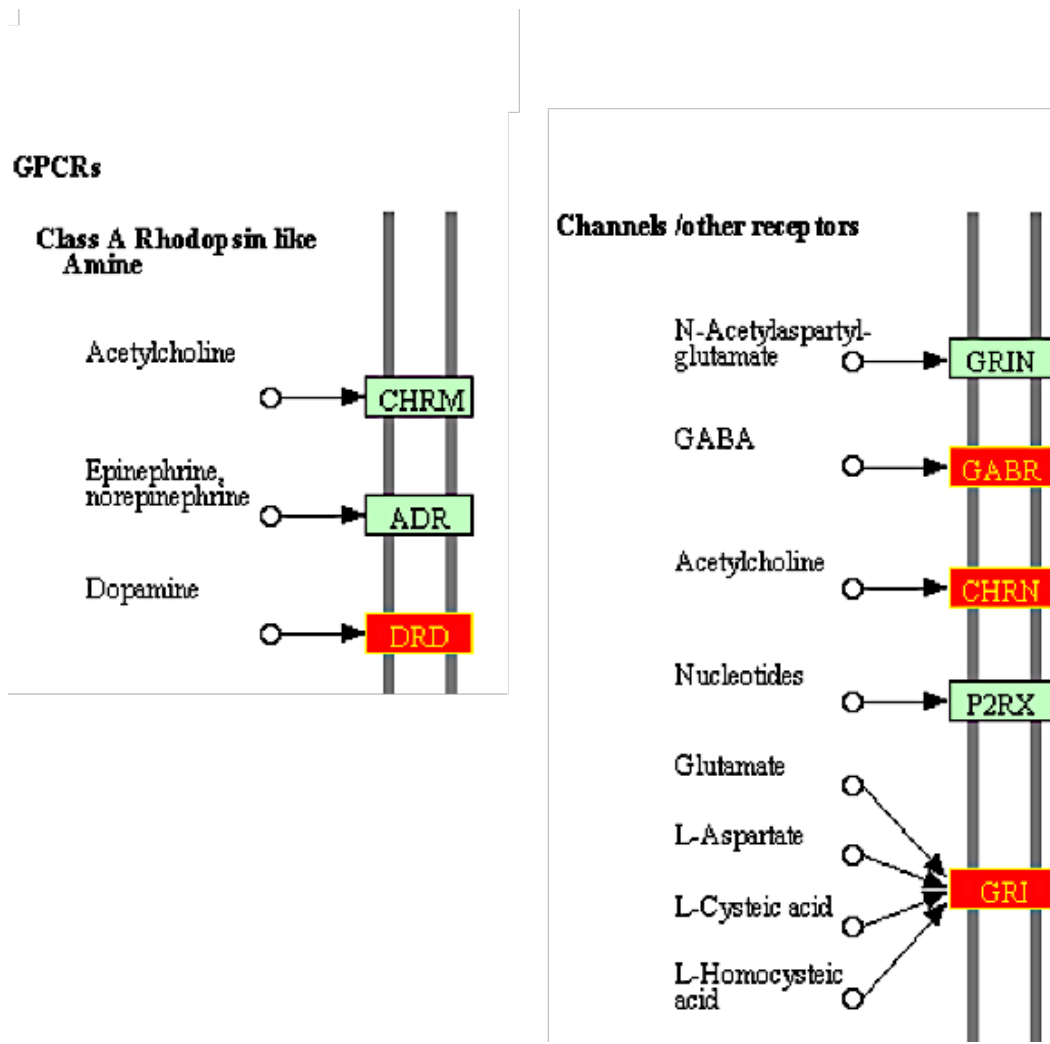 GPCRs
Class A Rhodopsin like
Amine
Acetylcholine
CHRM
Epinephrine,
norepinephrine
ADR
Dopamine
DRD
Channels /other receptors
N-Acetylaspartyl-
glutamate
GRIN
GABA
GABR
Acetylcholine
CHRN
Nucleotides
P2RX
Glutamate
L-Aspartate
GRI
L-Cysteic acid
L-Homocysteic
acid